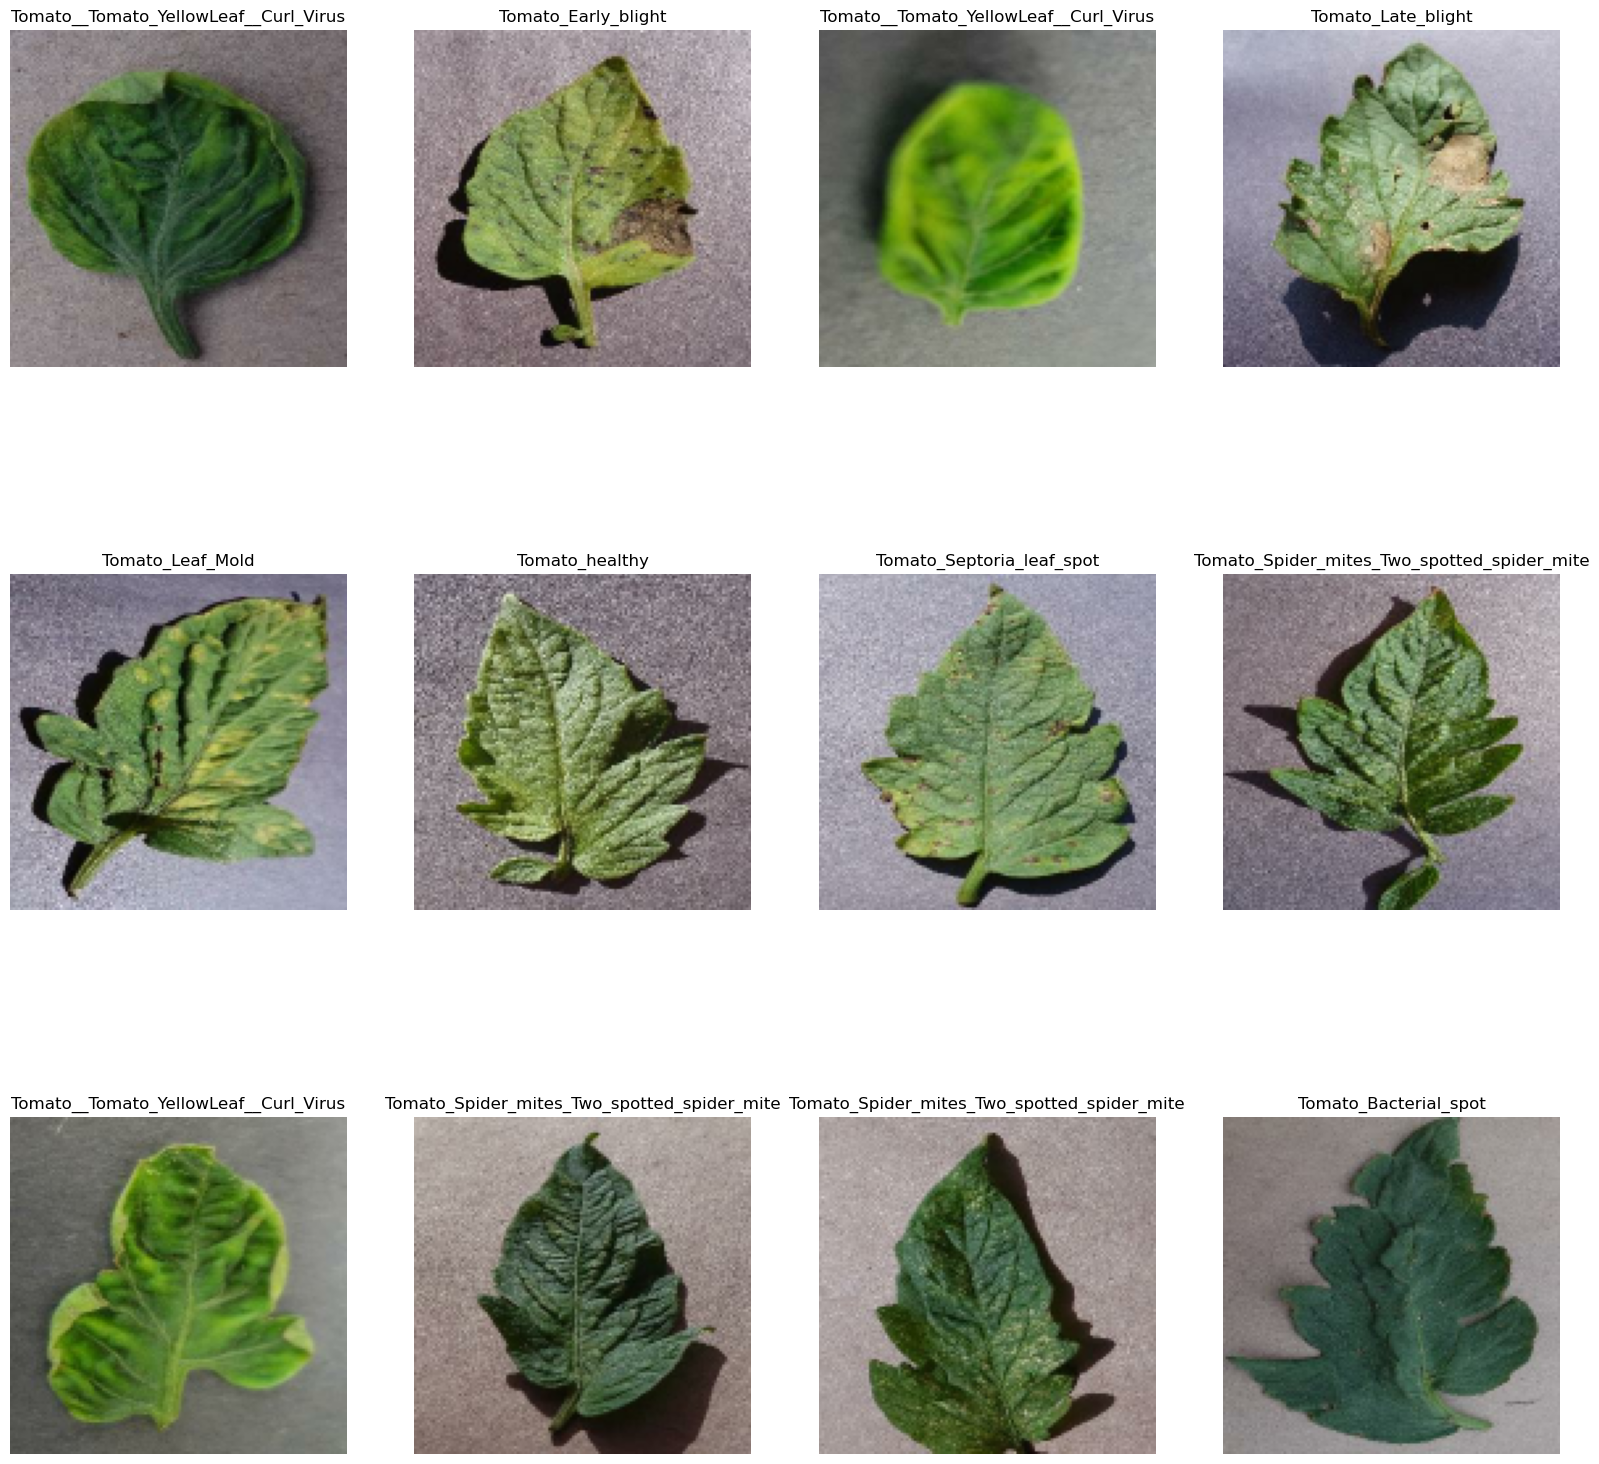 Tomato__Tomato_YellowLeaf__Curl_Virus
Tomato_Early_blight
Tomato__Tomato_YellowLeaf__Curl_Virus
Tomato_Late_blight
Tomato_Leaf_Mold
Tomato_healthy
Tomato_Septoria_leaf_spot
Tomato_Spider_mites_Two_spotted_spider_mite
Tomato__Tomato_YellowLeaf__Curl_Virus
Tomato_Spider_mites_Two_spotted_spider_mite
Tomato_Spider_mites_Two_spotted_spider_mite
Tomato_Bacterial_spot